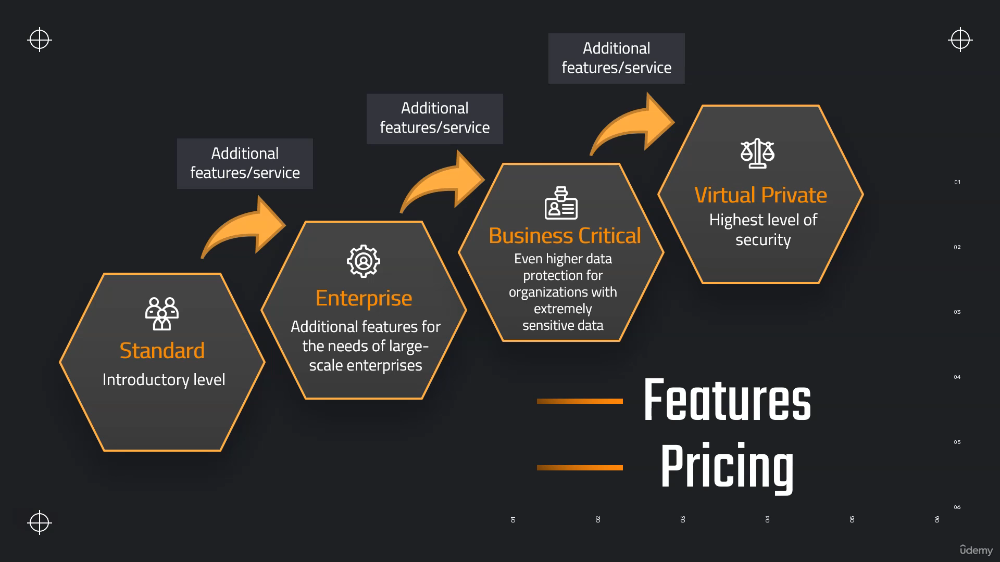 Additional
features/service
Additional
features/service
Additional
features/service
Standard
Introductory level
Enterprise
Additional features for
the needs of large-
scale enterprises
Business Critical
Even higher data
protection for
organizations with
extremely
sensitive data
Virtual Private
Highest level of
security
Features
Pricing
01
02
03
04
05
06
01
02
03
04
05
06
ûdemy